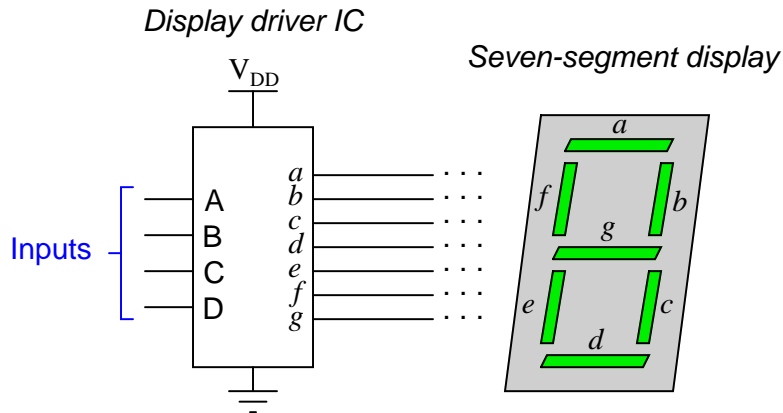 Display driver IC
Seven-segment display
VDD
Inputs
A
B
C
D
a
b
c
d
e
f
g
. . .
. . .
. . .
. . .
. . .
. . .
. . .
a
f
b
g
e
c
d